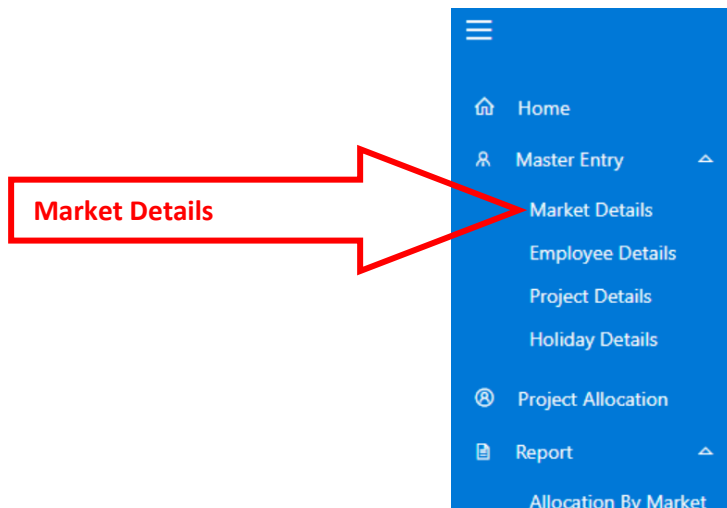 Home
Master Entry
Market Details
Market Details
Employee Details
Project Details
Holiday Details
Project Allocation
Report
Allocation By Market